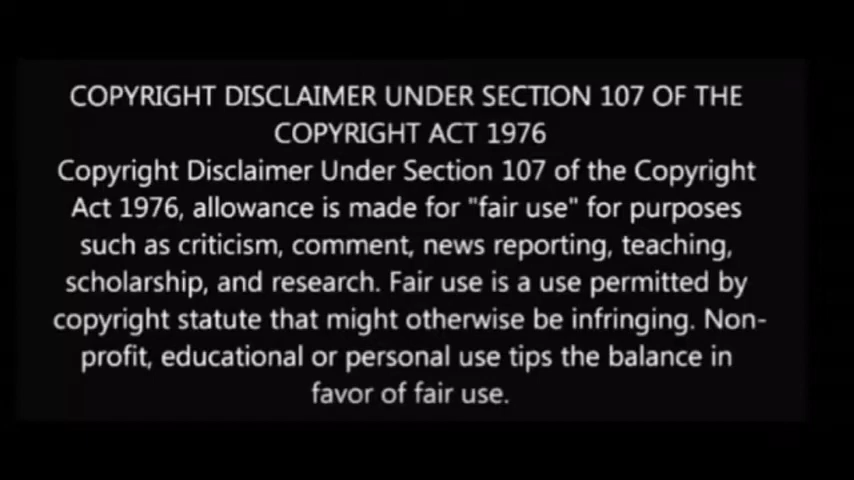 COPYRIGHT DISCLAIMER UNDER SECTION 107 OF THE
COPYRIGHT ACT 1976
Copyright Disclaimer Under Section 107 of the Copyright
Act 1976, allowance is made for "fair use" for purposes
such as criticism, comment, news reporting, teaching,
scholarship, and research. Fair use is a use permitted by
copyright statute that might otherwise be infringing. Non-
profit, educational or personal use tips the balance in
favor of fair use.